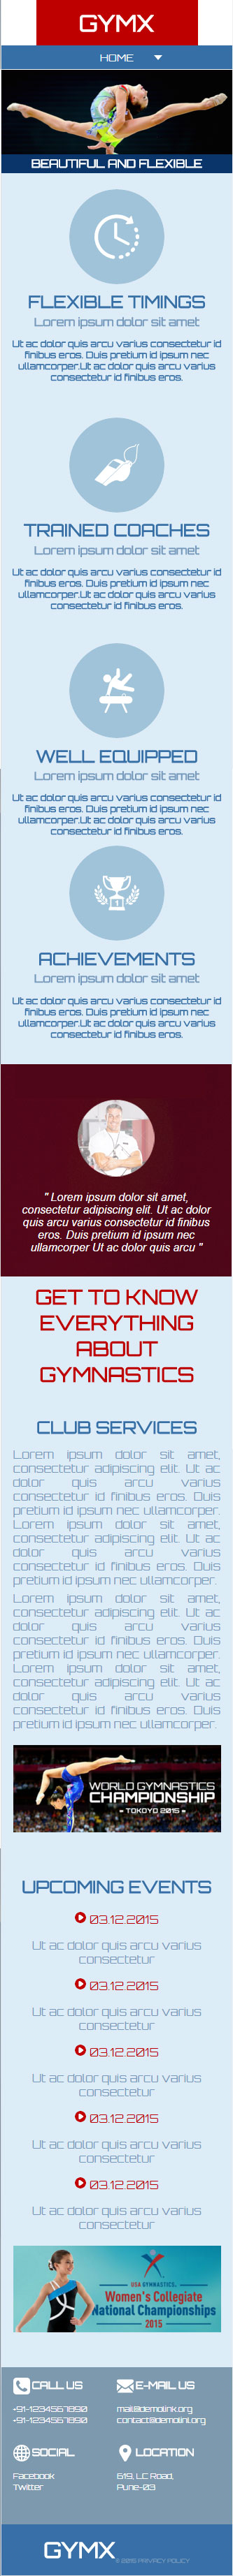 GYMX
HOME
BEAUTIFUL AND FLEXIBLE
FLEXIBLE TIMINGS
Lorem ipsum dolor sit amet
Ut ac dolor quis arcu varius consectetur id
finibus eros. Duis pretium id ipsum nec
ullamcorper.Ut ac dolor quis arcu varius
consectetur id finibus eros.
TRAINED COACHES
Lorem ipsum dolor sit amet
Ut ac dolor quis arcu varius consectetur id
finibus eros. Duis pretium id ipsum nec
ullamcorper.Ut ac dolor quis arcu varius
consectetur id finibus eros.
WELL EQUIPPED
Lorem ipsum dolor sit amet
Ut ac dolor quis arcu varius consectetur id
finibus eros. Duis pretium id ipsum nec
ullamcorper.Ut ac dolor quis arcu varius
consectetur id finibus eros.
ACHIEVEMENTS
Lorem ipsum dolor sit amet
Ut ac dolor quis arcu varius consectetur id
finibus eros. Duis pretium id ipsum nec
ullamcorper.Ut ac dolor quis arcu varius
consectetur id finibus eros.
" Lorem ipsum dolor sit amet,
consectetur adipiscing elit. Ut ac dolor
quis arcu varius consectetur id finibus
eros. Duis pretium id ipsum nec
ullamcorper Ut ac dolor quis arcu "
GET TO KNOW
EVERYTHING
ABOUT
GYMNASTICS
CLUB SERVICES
Lorem ipsum dolor sit amet,
consectetur adipiscing elit. Ut ac
dolor quis arcu varius
consectetur id finibus eros. Duis
pretium id ipsum nec ullamcorper.
Lorem ipsum dolor sit amet,
consectetur adipiscing elit. Ut ac
dolor quis arcu varius
consectetur id finibus eros. Duis
pretium id ipsum nec ullamcorper.
Lorem ipsum dolor sit amet,
consectetur adipiscing elit. Ut ac
dolor quis arcu varius
consectetur id finibus eros. Duis
pretium id ipsum nec ullamcorper.
Lorem ipsum dolor sit amet,
consectetur adipiscing elit. Ut ac
dolor quis arcu varius
consectetur id finibus eros. Duis
pretium id ipsum nec ullamcorper.
WORLD GYMNASTICS
CHAMPIONSHIP
- TOKOYO 2015 -
UPCOMING EVENTS
03.12.2015
Ut ac dolor quis arcu varius
consectetur
03.12.2015
Ut ac dolor quis arcu varius
consectetur
03.12.2015
Ut ac dolor quis arcu varius
consectetur
03.12.2015
Ut ac dolor quis arcu varius
consectetur
03.12.2015
Ut ac dolor quis arcu varius
consectetur
USA GYMNASTICS
Women's Collegiate
National Championships
2015
CALL US
+91-1234567890
+91-1234567890
E-MAIL US
mail@demolink.org
contact@demolinl.org
SOCIAL
Facebook
Twitter
LOCATION
619, LC Road,
Pune-03
GYMX
© 2015 PRIVACY POLICY